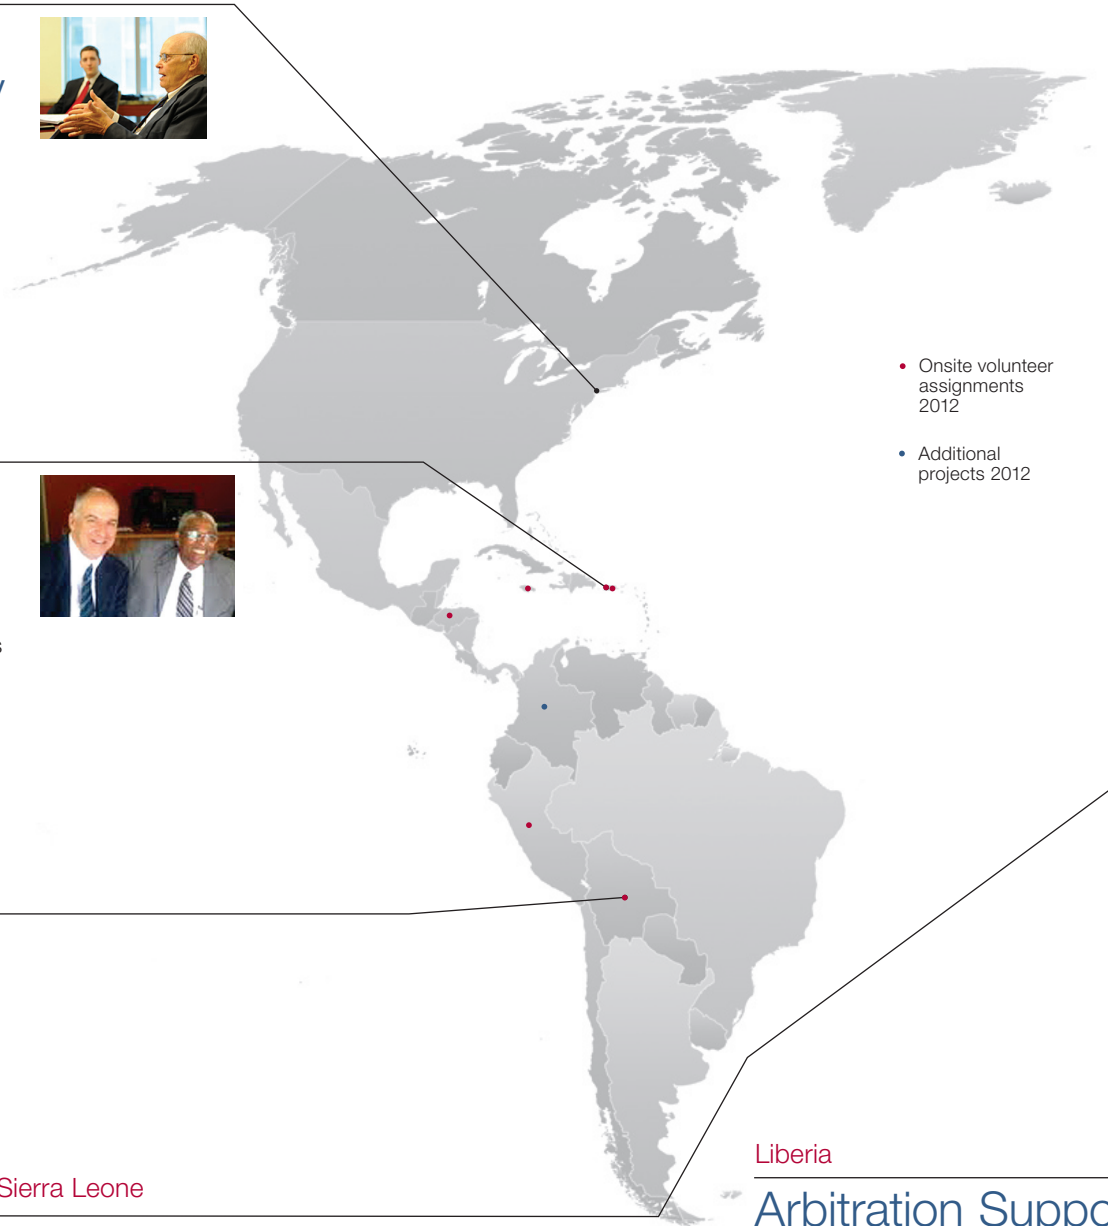 • Onsite volunteer
assignments
2012
• Additional
projects 2012
Sierra Leone
Liberia